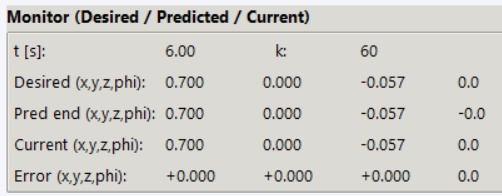 Monitor (Desired / Predicted / Current)
t [s]: 6.00 k: 60
Desired (x,y,z,phi): 0.700 0.000 -0.057 0.0
Pred end (x,y,z,phi): 0.700 0.000 -0.057 -0.0
Current (x,y,z,phi): 0.700 0.000 -0.057 0.0
Error (x,y,z,phi): +0.000 +0.000 +0.000 0.0